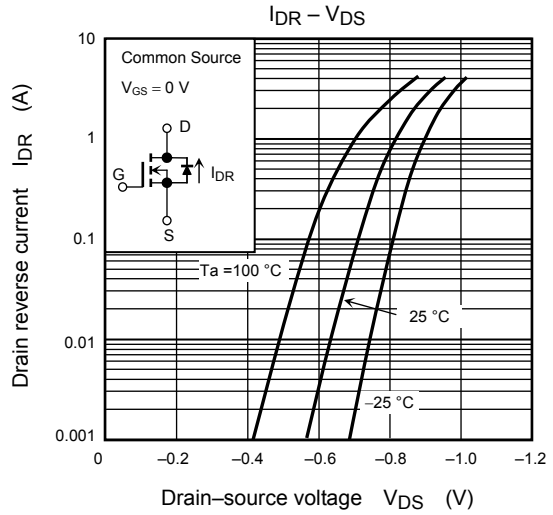 IDR – VDS
Drain reverse current IDR (A)
10
1
0.1
0.01
0.001
Common Source
VGS = 0 V
D
G
IDR
S
Ta =100 °C
25 °C
–25 °C
0
–0.2
–0.4
–0.6
–0.8
–1.0
–1.2
Drain–source voltage VDS (V)